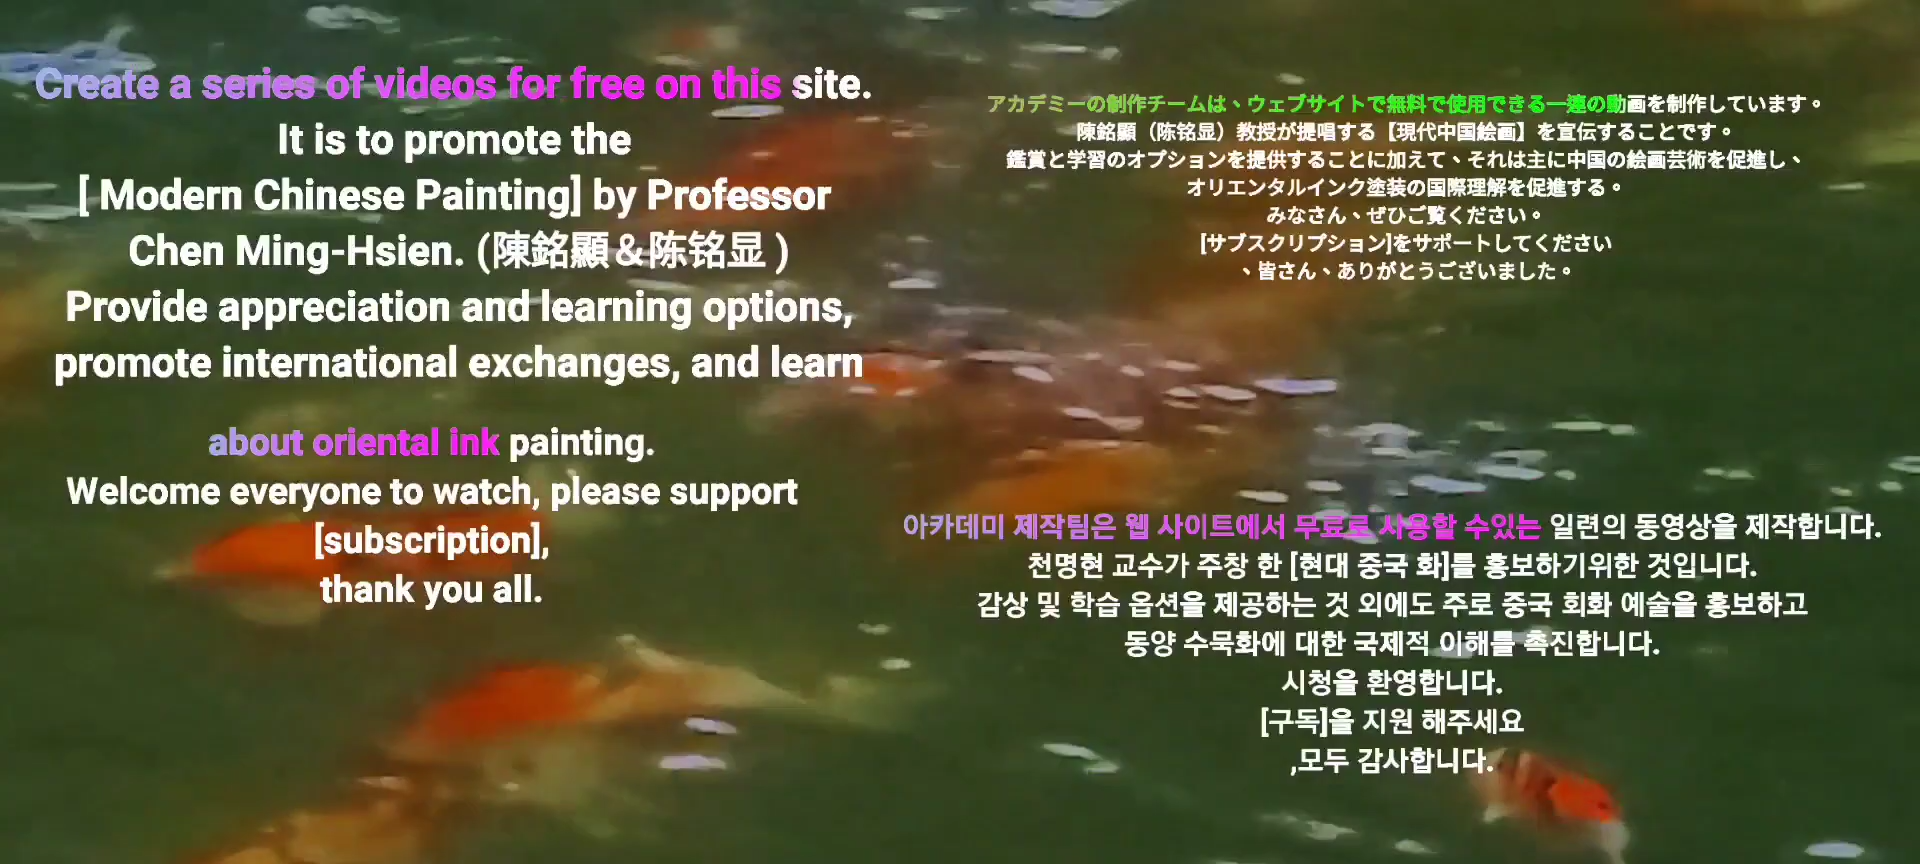 Create a series of videos for free on this site.
It is to promote the
[ Modern Chinese Painting] by Professor
Chen Ming-Hsien. (陳銘顯&陈铭显 )
Provide appreciation and learning options,
promote international exchanges, and learn
about oriental ink painting.
Welcome everyone to watch, please support
[subscription],
thank you all.
アカデミーの制作チームは、ウェブサイトで無料で使用できる一連の動画を制作しています。
陳銘顯（陈铭显）教授が提唱する【現代中国絵画】を宣伝することです。
鑑賞と学習のオプションを提供することに加えて、それは主に中国の絵画芸術を促進し、
オリエンタルインク塗装の国際理解を促進する。
みなさん、ぜひご覧ください。
[サブスクリプション]をサポートしてください
、皆さん、ありがとうございました。
아카데미 제작팀은 웹 사이트에서 무료로 사용할 수있는 일련의 동영상을 제작합니다.
천명현 교수가 주창 한 [현대 중국 화]를 홍보하기위한 것입니다.
감상 및 학습 옵션을 제공하는 것 외에도 주로 중국 회화 예술을 홍보하고
동양 수묵화에 대한 국제적 이해를 촉진합니다.
시청을 환영합니다.
[구독]을 지원 해주세요
,모두 감사합니다.